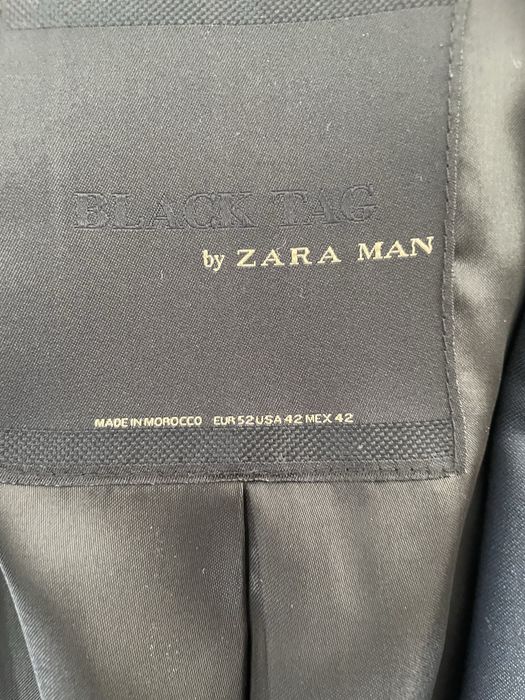 BLACK TAG
by ZARA MAN
MADE IN MOROCCO EUR 52 USA 42 MEX 42